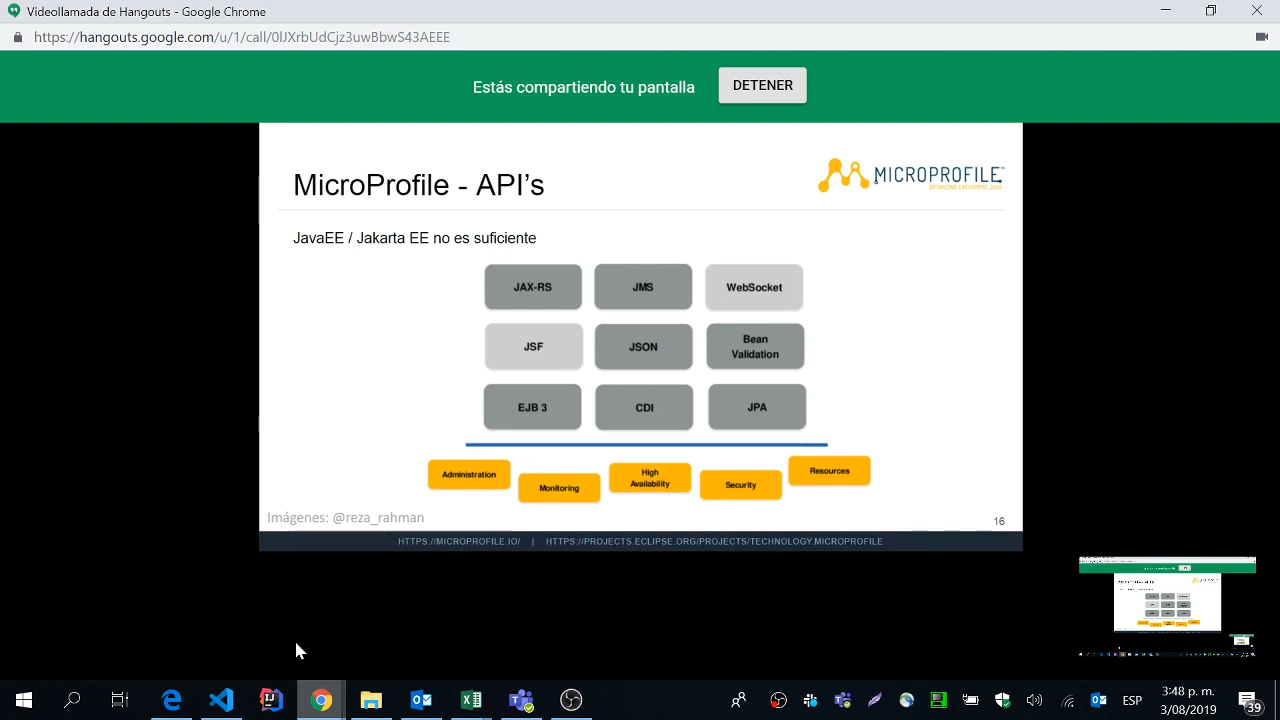 Videollamada de Hangouts - Google Chrome
https://hangouts.google.com/u/1/call/0lJXrbUdCjz3uwBbwS43AEEE
Estás compartiendo tu pantalla DETENER
MicroProfile - API's
MICROPROFILE™
OPTIMIZING ENTERPRISE JAVA
JavaEE / Jakarta EE no es suficiente
JAX-RS JMS WebSocket
JSF JSON Bean
Validation
EJB 3 CDI JPA
Administration Monitoring High
Availability Security Resources
Imágenes: @reza_rahman
16
HTTPS://MICROPROFILE.IO/ | HTTPS://PROJECTS.ECLIPSE.ORG/PROJECTS/TECHNOLOGY.MICROPROFILE
ESP
3:48 p. m.
3/08/2019
39